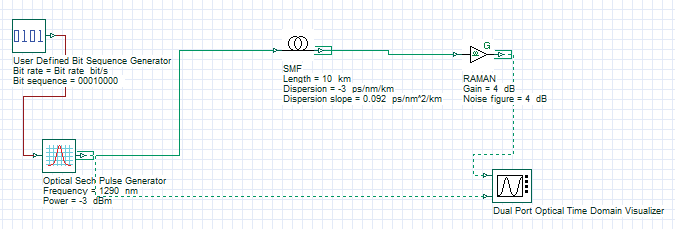 0101
User Defined Bit Sequence Generator
Bit rate = Bit rate bit/s
Bit sequence = 00010000
SMF
Length = 10 km
Dispersion = -3 ps/nm/km
Dispersion slope = 0.092 ps/nm^2/km
G
RAMAN
Gain = 4 dB
Noise figure = 4 dB
Optical Sech Pulse Generator
Frequency = 1290 nm
Power = -3 dBm
Dual Port Optical Time Domain Visualizer